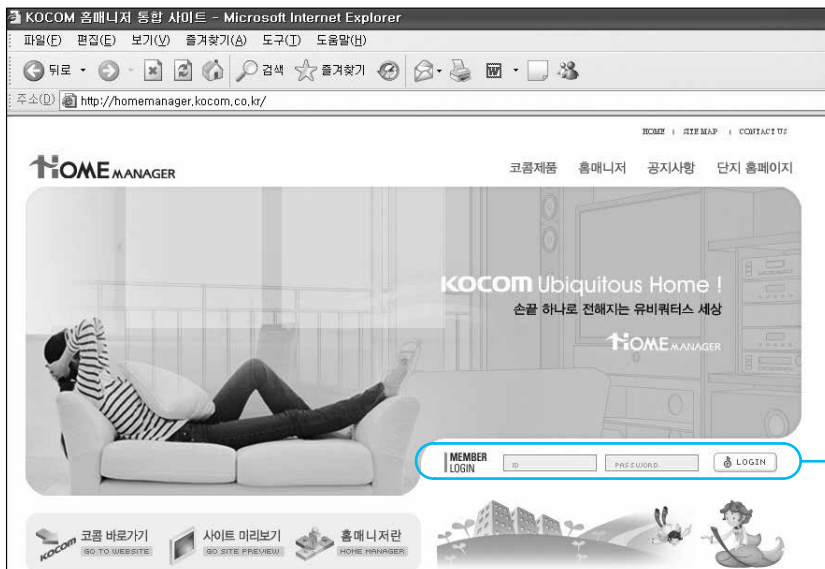 KOCOM 홈매니저 통합 사이트 - Microsoft Internet Explorer
파일(F) 편집(E) 보기(V) 즐겨찾기(A) 도구(T) 도움말(H)
뒤로 검색 즐겨찾기
주소(D) http://homemanager.kocom.co.kr/
HOME | SITE MAP | CONTACT US
HOME MANAGER
코콤제품 홈매니저 공지사항 단지 홈페이지
KOCOM Ubiquitous Home !
손끝 하나로 전해지는 유비쿼터스 세상
HOME MANAGER
MEMBER
LOGIN
ID
PASSWORD
LOGIN
KOCOM
코콤 바로가기
GO TO WEBSITE
사이트 미리보기
GO SITE PREVIEW
홈매니저란
HOME MANAGER